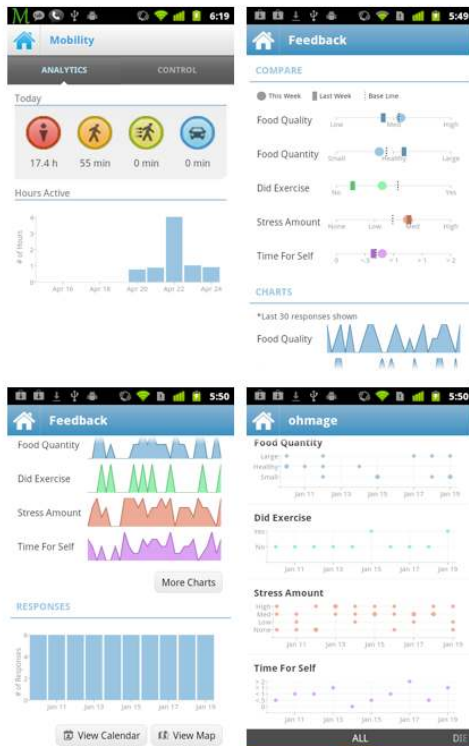 6:19
Mobility
ANALYTICS CONTROL
Today
17.4 h 55 min 0 min 0 min
Hours Active
# of Hours
4
3
2
1
0
Apr 16 Apr 18 Apr 20 Apr 22 Apr 24
5:49
Feedback
COMPARE
This Week Last Week Base Line
Food Quality
Low Med High
Food Quantity
Small Healthy Large
Did Exercise
No Yes
Stress Amount
None Low Med High
Time For Self
CHARTS
*Last 30 responses shown
Food Quality
5:50
Feedback
Food Quantity
Did Exercise
Stress Amount
Time For Self
More Charts
RESPONSES
# of Responses
Jan 11 Jan 13 Jan 15 Jan 17 Jan 19
View Calendar View Map
5:50
ohmage
Food Quantity
Large
Healthy
Small
Jan 11 Jan 13 Jan 15 Jan 17 Jan 19
Did Exercise
Yes
Yes
Jan 11 Jan 13 Jan 15 Jan 17 Jan 19
Stress Amount
High
Med
Low
None
Jan 11 Jan 13 Jan 15 Jan 17 Jan 19
Time For Self
Jan 11 Jan 13 Jan 15 Jan 17 Jan 19
ALL